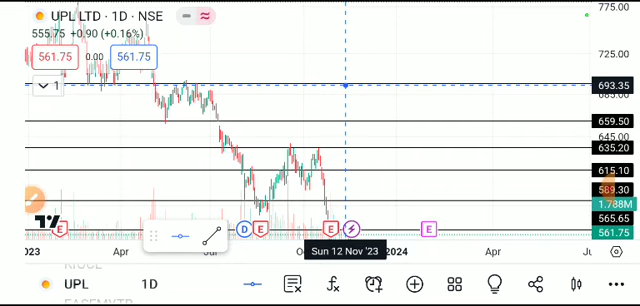 775.00
UPL LTD · 1D · NSE
555.75 +0.90 (+0.16%)
725.00
561.75 0.00 561.75
1
693.35
659.50
645.00
635.20
615.10
589.30
1.788M
565.65
561.75
E D E E E
Sun 12 Nov '23
2023 Apr Jul 2024 Apr Jul
UPL 1D